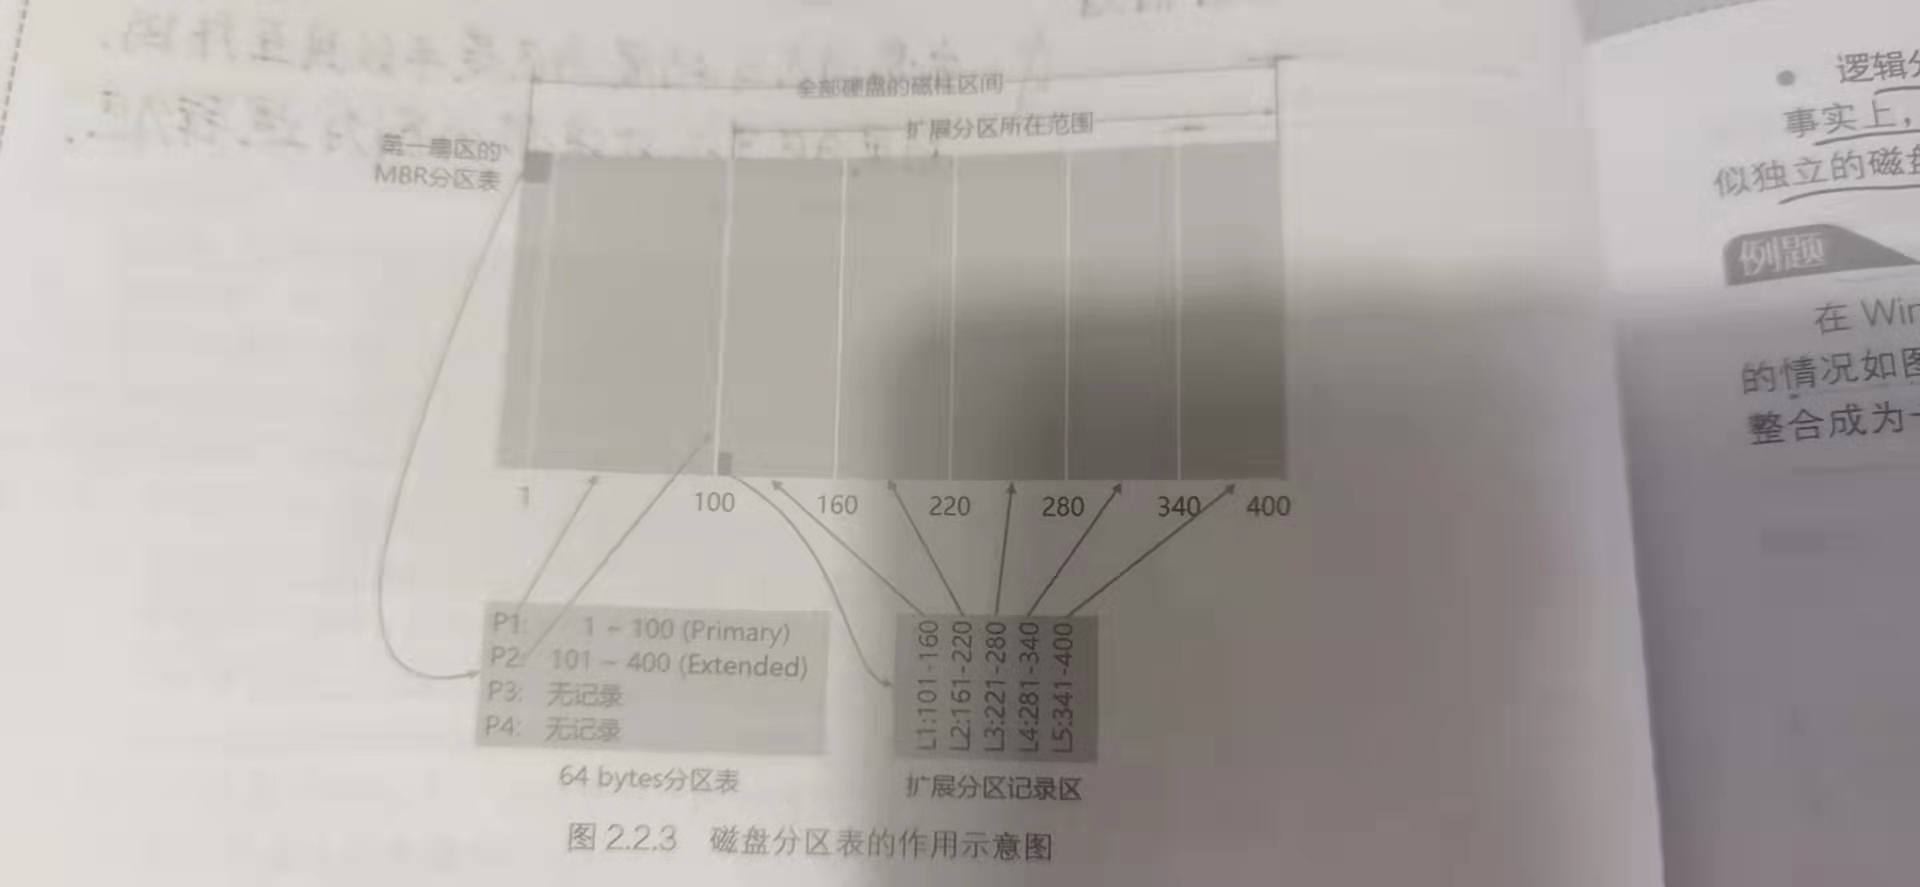 全部硬盘的磁柱区间
扩展分区所在范围
第一扇区的
MBR分区表
1
100
160
220
280
340
400
P1: 1 ~ 100 (Primary)
P2: 101 ~ 400 (Extended)
P3: 无记录
P4: 无记录
64 bytes分区表
L1:101-160
L2:161-220
L3:221-280
L4:281-340
L5:341-400
扩展分区记录区
图 2.2.3 磁盘分区表的作用示意图
• 逻辑分
事实上，
似独立的磁盘
例题
在 Win
的情况如图
整合成为一